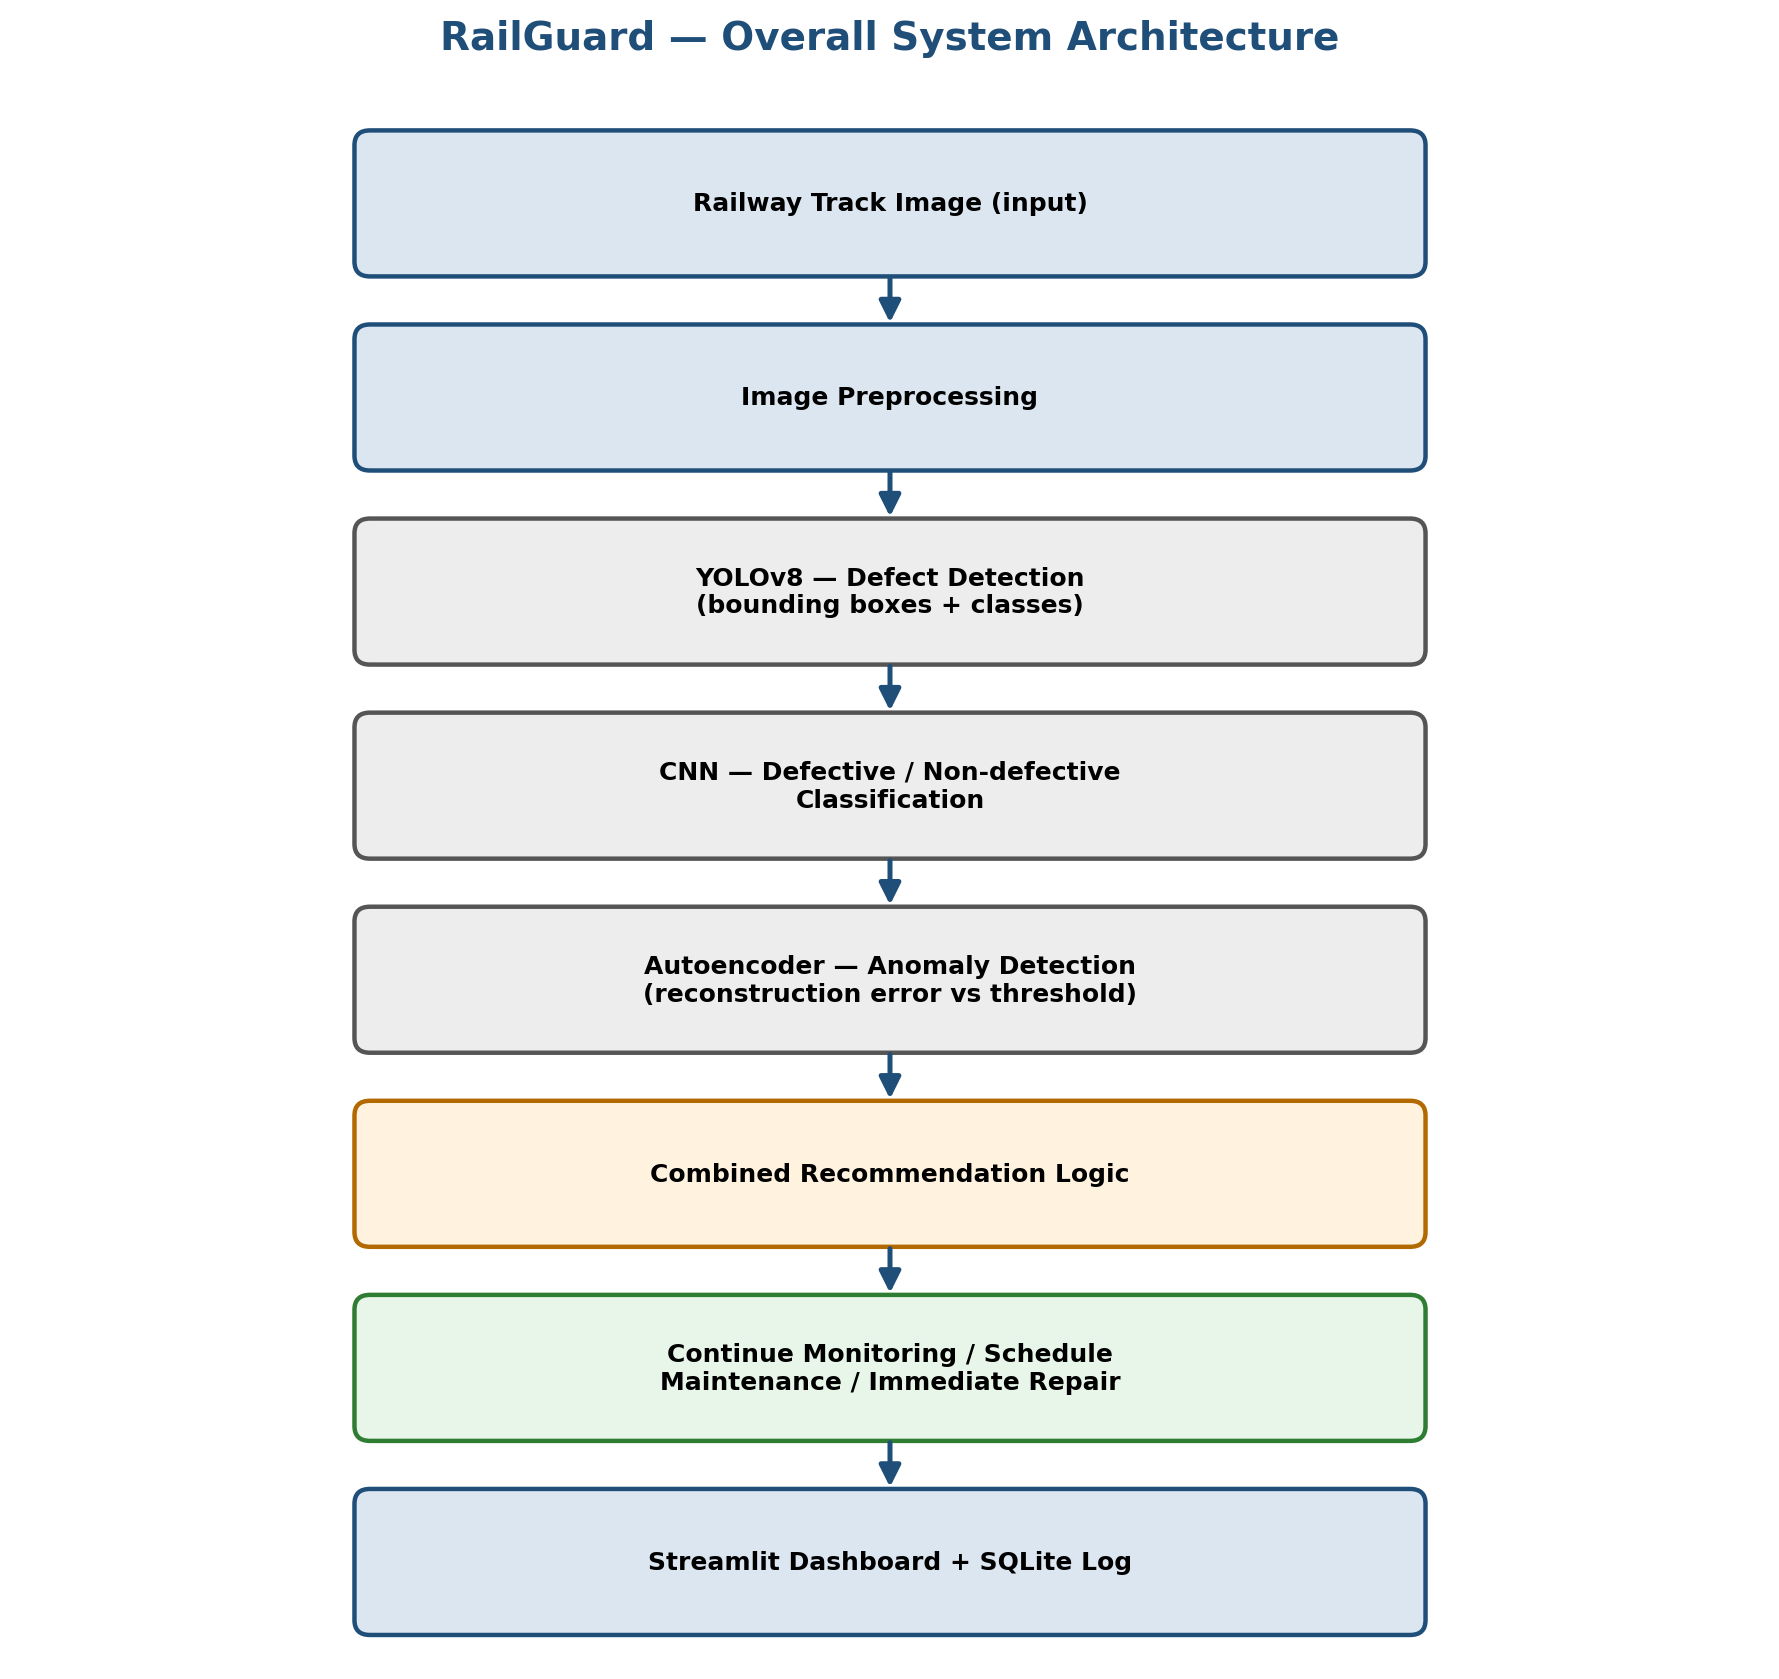 RailGuard — Overall System Architecture
Railway Track Image (input)
Image Preprocessing
YOLOv8 — Defect Detection
(bounding boxes + classes)
CNN — Defective / Non-defective
Classification
Autoencoder — Anomaly Detection
(reconstruction error vs threshold)
Combined Recommendation Logic
Continue Monitoring / Schedule
Maintenance / Immediate Repair
Streamlit Dashboard + SQLite Log